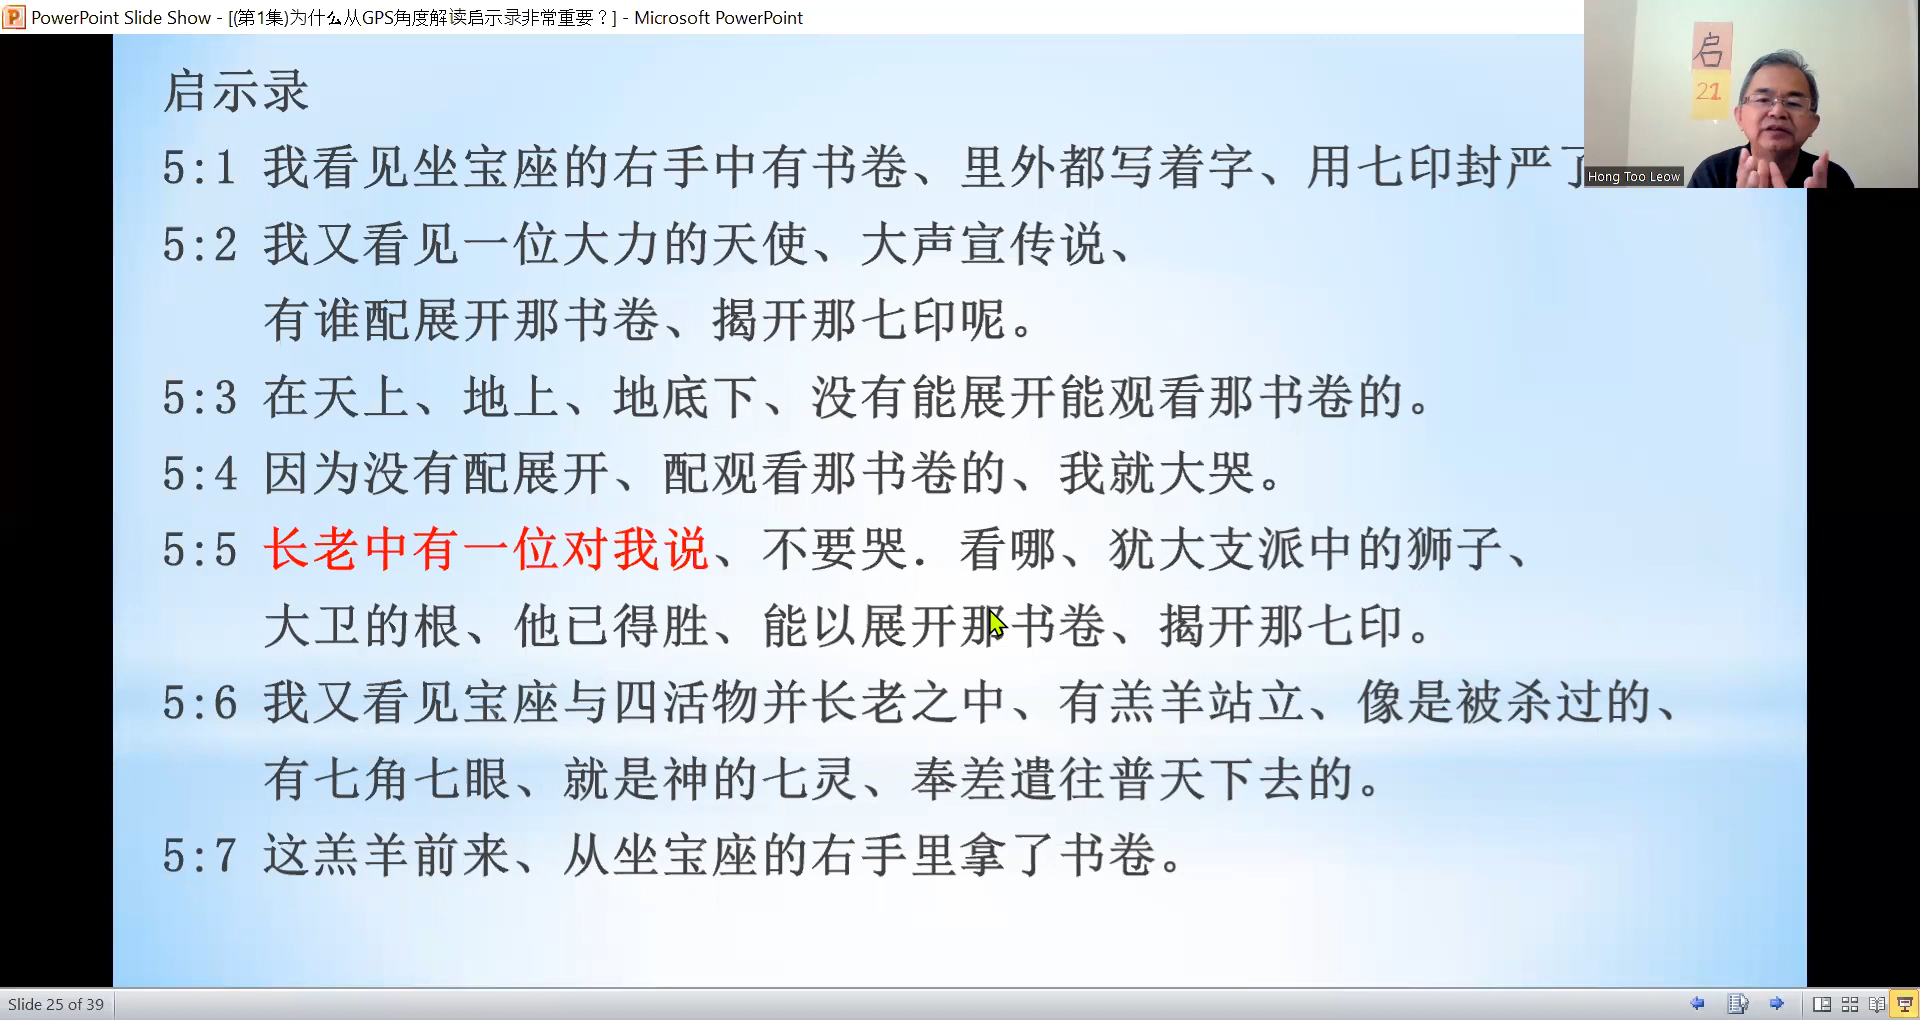 PowerPoint Slide Show - [(第1集)为什么从GPS角度解读启示录非常重要？] - Microsoft PowerPoint
启
21
Hong Too Leow
启示录
5:1 我看见坐宝座的右手中有书卷、里外都写着字、用七印封严了
5:2 我又看见一位大力的天使、大声宣传说、
有谁配展开那书卷、揭开那七印呢。
5:3 在天上、地上、地底下、没有能展开能观看那书卷的。
5:4 因为没有配展开、配观看那书卷的、我就大哭。
5:5 长老中有一位对我说、不要哭．看哪、犹大支派中的狮子、
大卫的根、他已得胜、能以展开那书卷、揭开那七印。
5:6 我又看见宝座与四活物并长老之中、有羔羊站立、像是被杀过的、
有七角七眼、就是神的七灵、奉差遣往普天下去的。
5:7 这羔羊前来、从坐宝座的右手里拿了书卷。
Slide 25 of 39